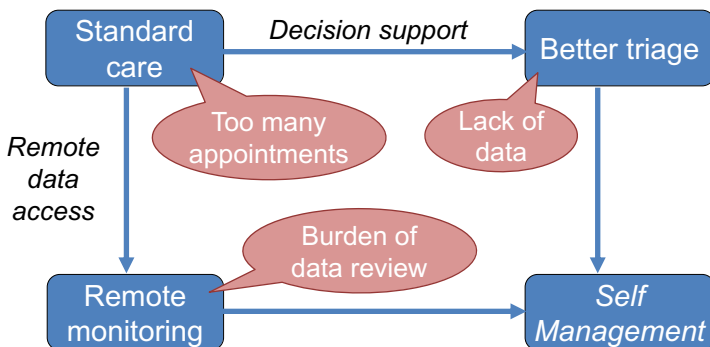 Standard
care
Decision support
Better triage
Too many
appointments
Lack of
data
Remote
data
access
Burden of
data review
Remote
monitoring
Self
Management